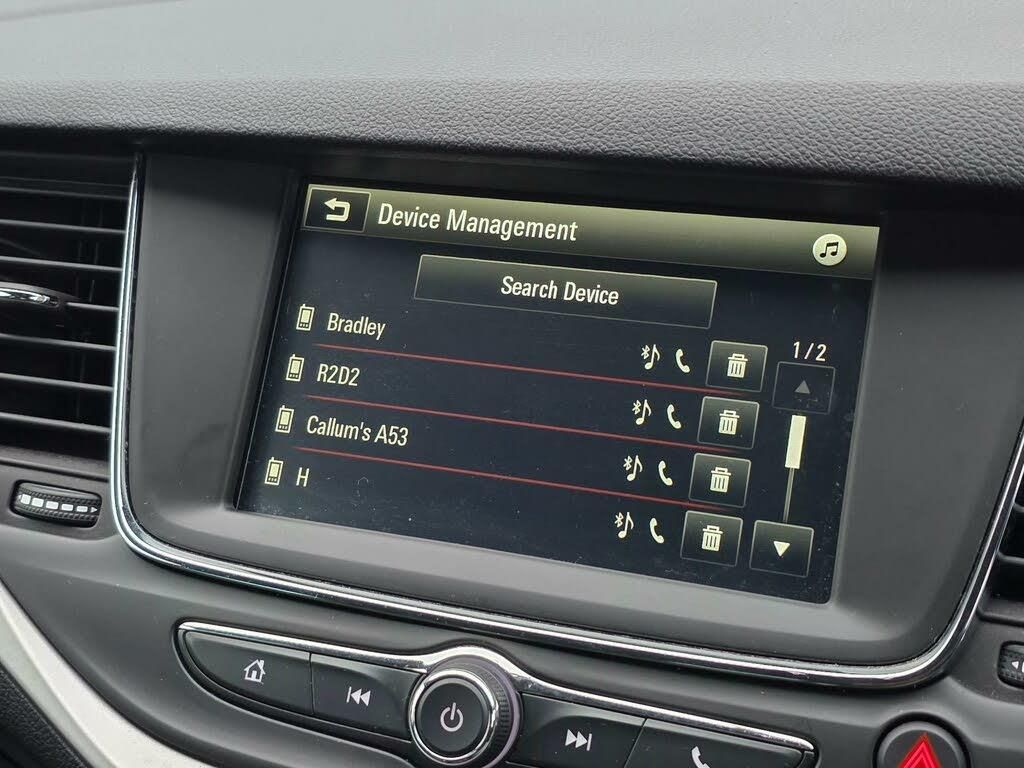 Device Management
Search Device
Bradley
1/2
R2D2
Callum's A53
H